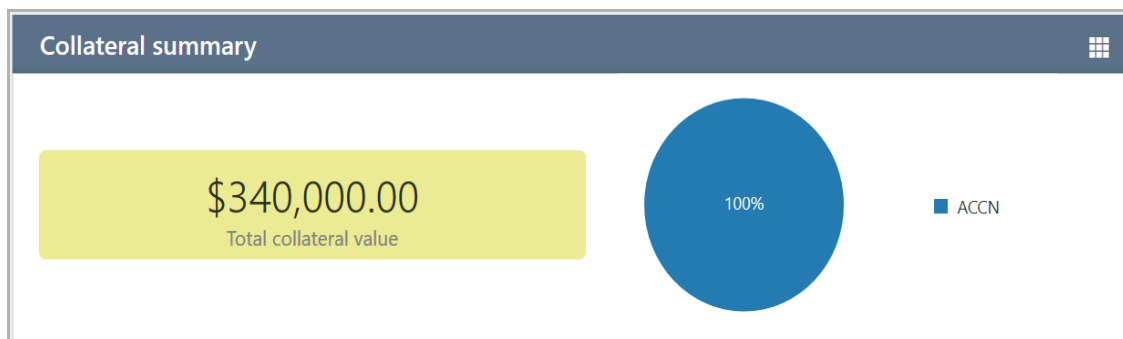 Collateral summary
$340,000.00
Total collateral value
100%
ACCN